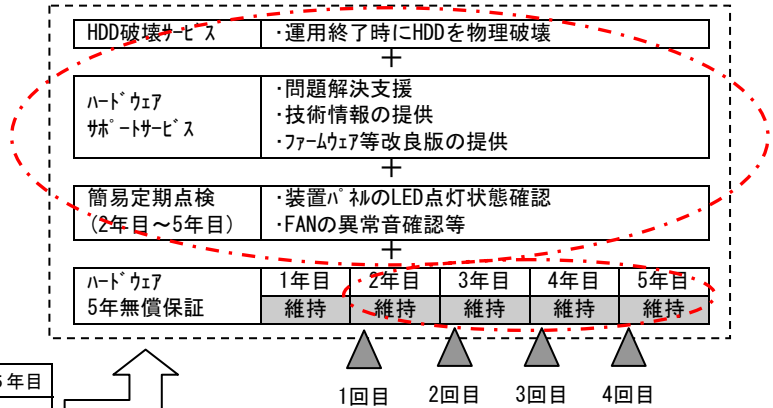 HDD破壊ｻｰﾋﾞｽ ・運用終了時にHDDを物理破壊
＋
ﾊｰﾄﾞｳｪｱ
ｻﾎﾟｰﾄｻｰﾋﾞｽ
・問題解決支援
・技術情報の提供
・ﾌｧｰﾑｳｪｱ等改良版の提供
＋
簡易定期点検
(2年目～5年目)
・装置ﾊﾟﾈﾙのLED点灯状態確認
・FANの異常音確認等
＋
ﾊｰﾄﾞｳｪｱ
5年無償保証
1年目 2年目 3年目 4年目 5年目
維持 維持 維持 維持 維持
1回目 2回目 3回目 4回目
年目